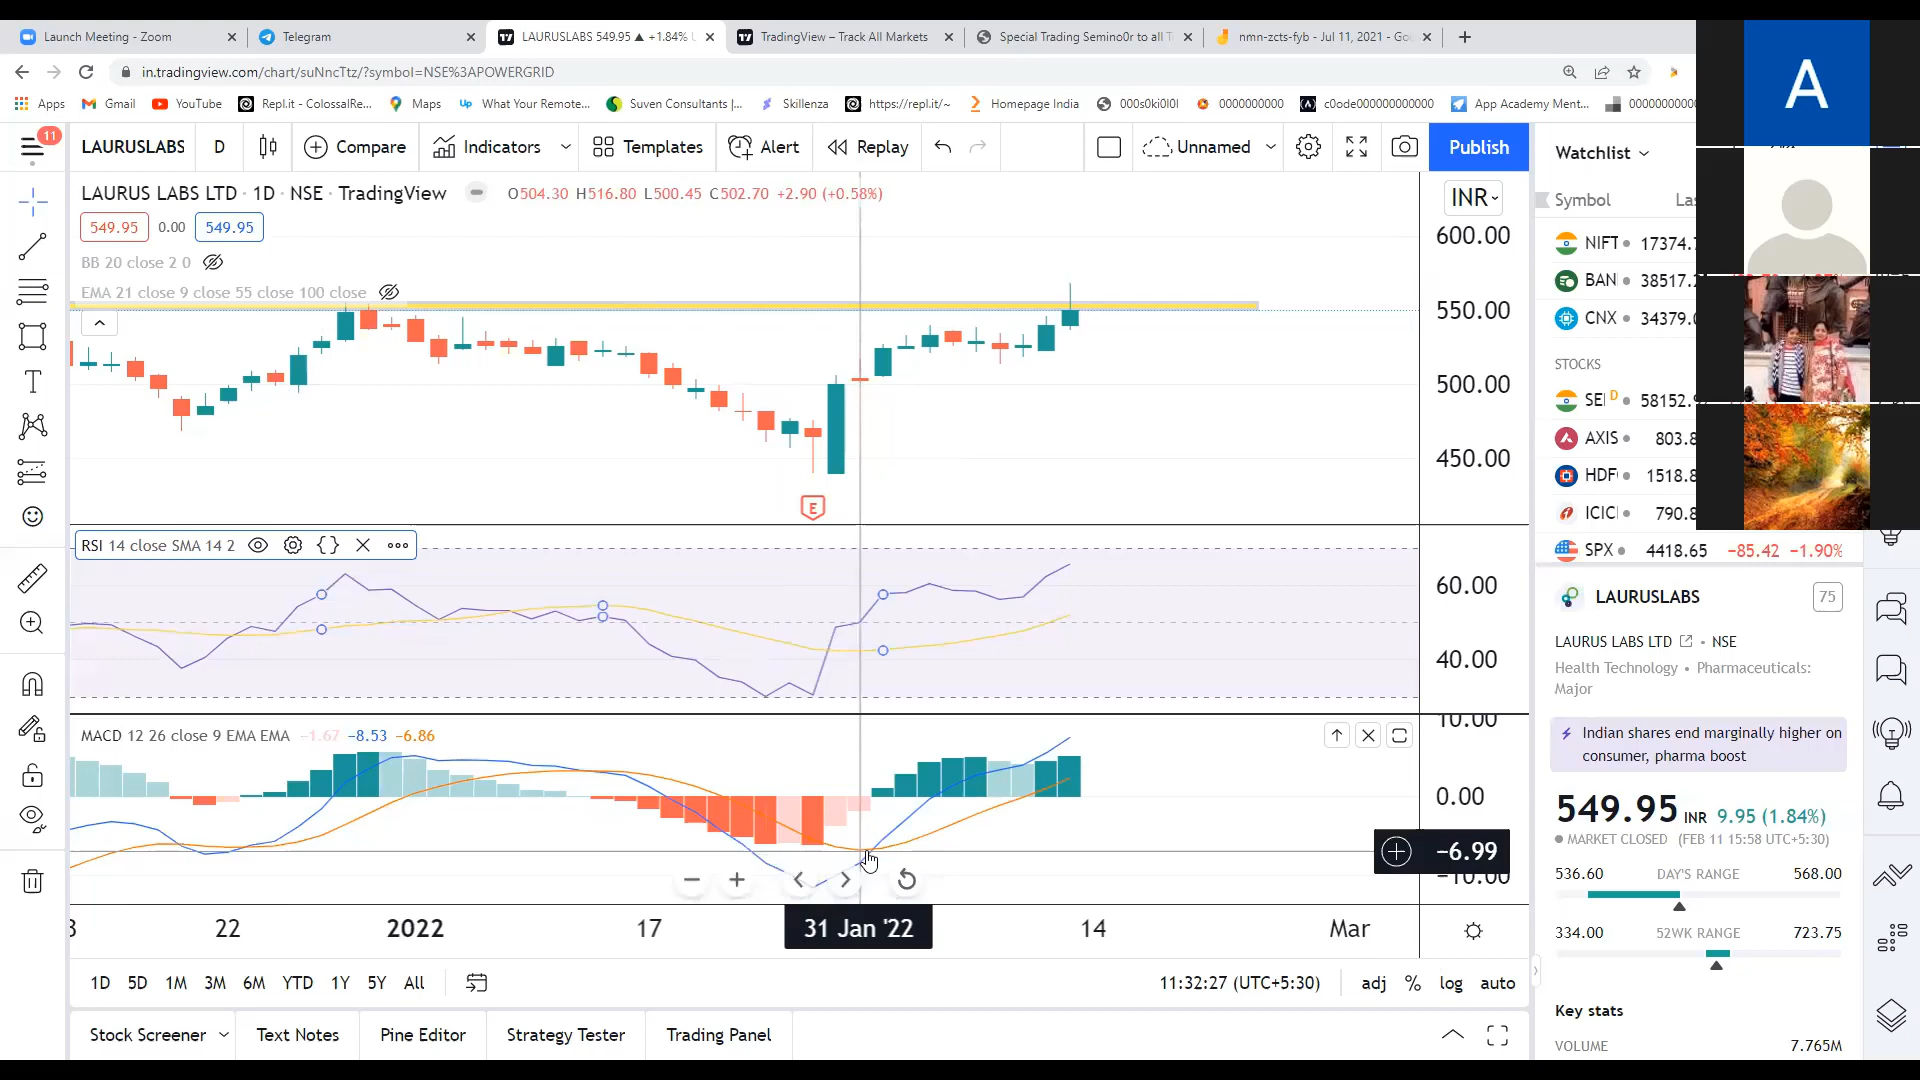 Launch Meeting - Zoom
Telegram
LAURUSLABS 549.95 ▲ +1.84%
TradingView – Track All Markets
Special Trading Semino0r to all
nmn-zcts-fyb - Jul 11, 2021 -
in.tradingview.com/chart/suNncTtz/?symbol=NSE%3APOWERGRID
Apps
Gmail
YouTube
Repl.it - ColossalRe...
Maps
Up
What Your Remote...
Suven Consultants |...
Skillenza
https://repl.it/~
Homepage India
000s0ki0l0l
0000000000
c0ode000000000000
App Academy Ment...
11
LAURUSLABS
D
Compare
Indicators
Templates
Alert
Replay
Unnamed
Publish
LAURUS LABS LTD · 1D · NSE · TradingView
O504.30 H516.80 L500.45 C502.70 +2.90 (+0.58%)
549.95
0.00
549.95
BB 20 close 2 0
EMA 21 close 9 close 55 close 100 close
INR
600.00
550.00
500.00
450.00
E
RSI 14 close SMA 14 2
60.00
40.00
MACD 12 26 close 9 EMA EMA −1.67 −8.53 −6.86
10.00
0.00
−6.99
−10.00
22
2022
17
31 Jan '22
14
Mar
1D 5D 1M 3M 6M YTD 1Y 5Y All
11:32:27 (UTC+5:30)
adj % log auto
Stock Screener
Text Notes
Pine Editor
Strategy Tester
Trading Panel
Watchlist
Symbol
NIFT 17374.
BAN 38517.
CNX 34379.
STOCKS
SE D 58152.
AXIS 803.8
HDF 1518.8
ICIC 790.8
SPX 4418.65 −85.42 −1.90%
A
LAURUSLABS
75
LAURUS LABS LTD • NSE
Health Technology • Pharmaceuticals:
Major
Indian shares end marginally higher on
consumer, pharma boost
549.95 INR 9.95 (1.84%)
MARKET CLOSED (FEB 11 15:58 UTC+5:30)
536.60 DAY'S RANGE 568.00
334.00 52WK RANGE 723.75
Key stats
VOLUME 7.765M